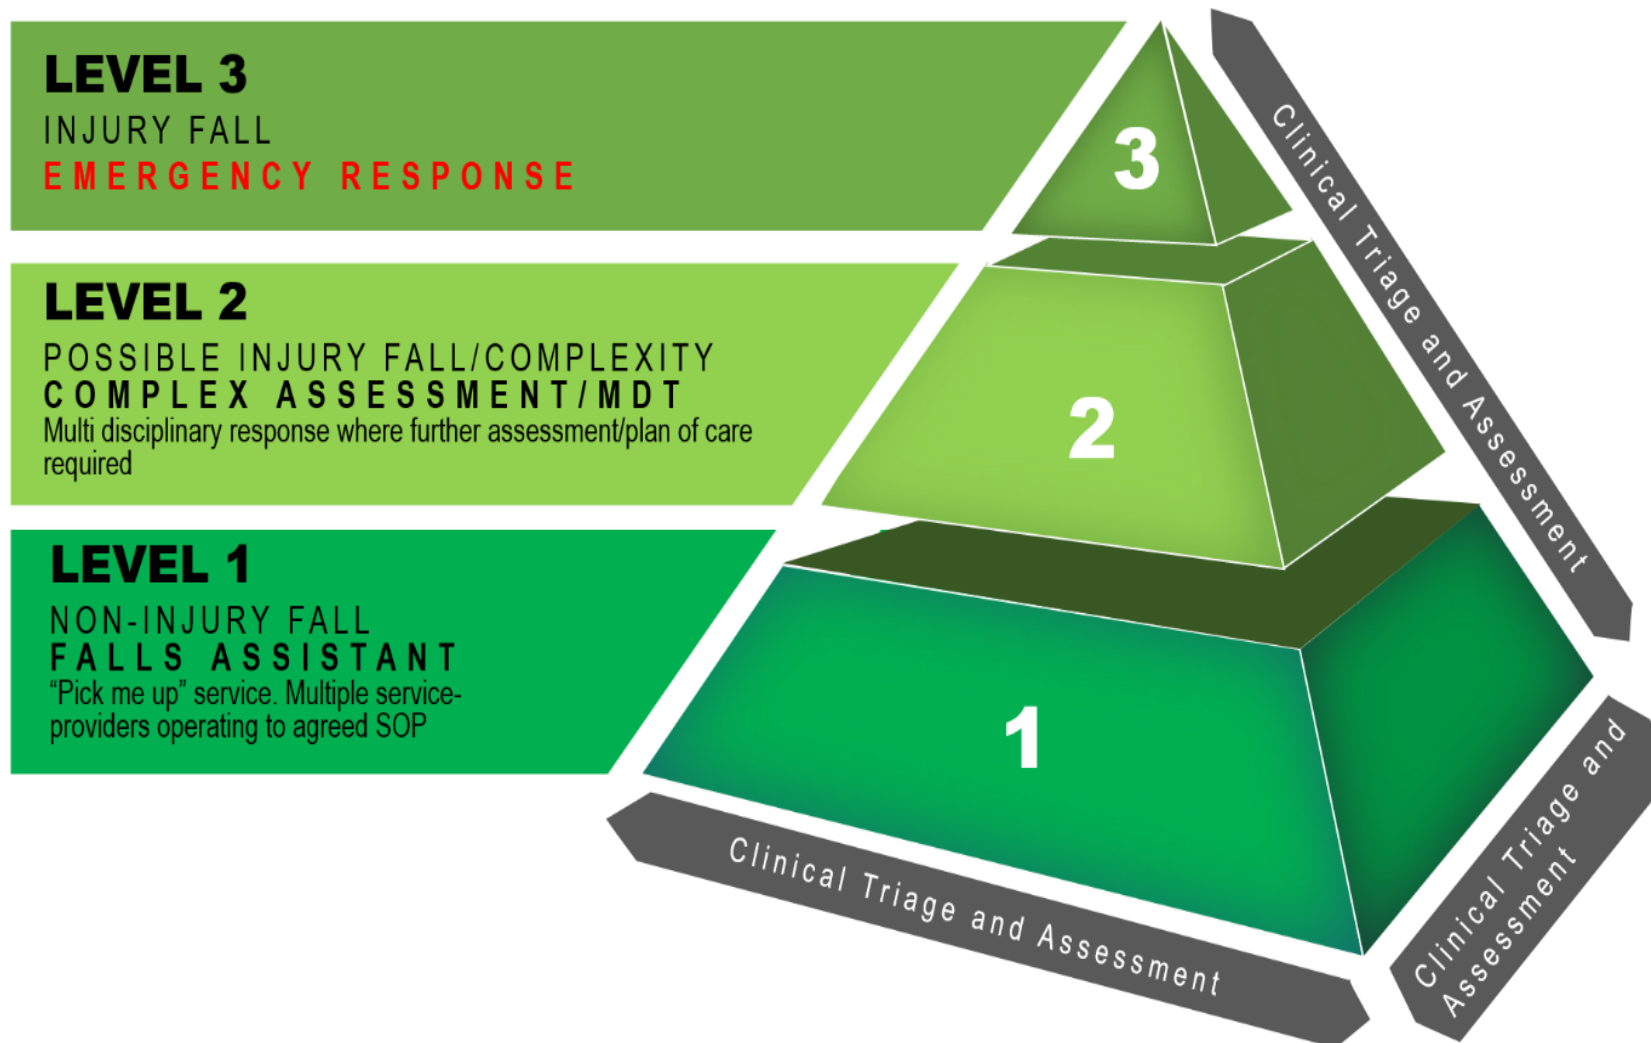 LEVEL 3
INJURY FALL
EMERGENCY RESPONSE
LEVEL 2
POSSIBLE INJURY FALL/COMPLEXITY
COMPLEX ASSESSMENT/MDT
Multi disciplinary response where further assessment/plan of care
required
LEVEL 1
NON-INJURY FALL
FALLS ASSISTANT
“Pick me up” service. Multiple service-
providers operating to agreed SOP
3
2
1
Clinical Triage and Assessment
Clinical Triage and Assessment
Clinical Triage and
Assessment